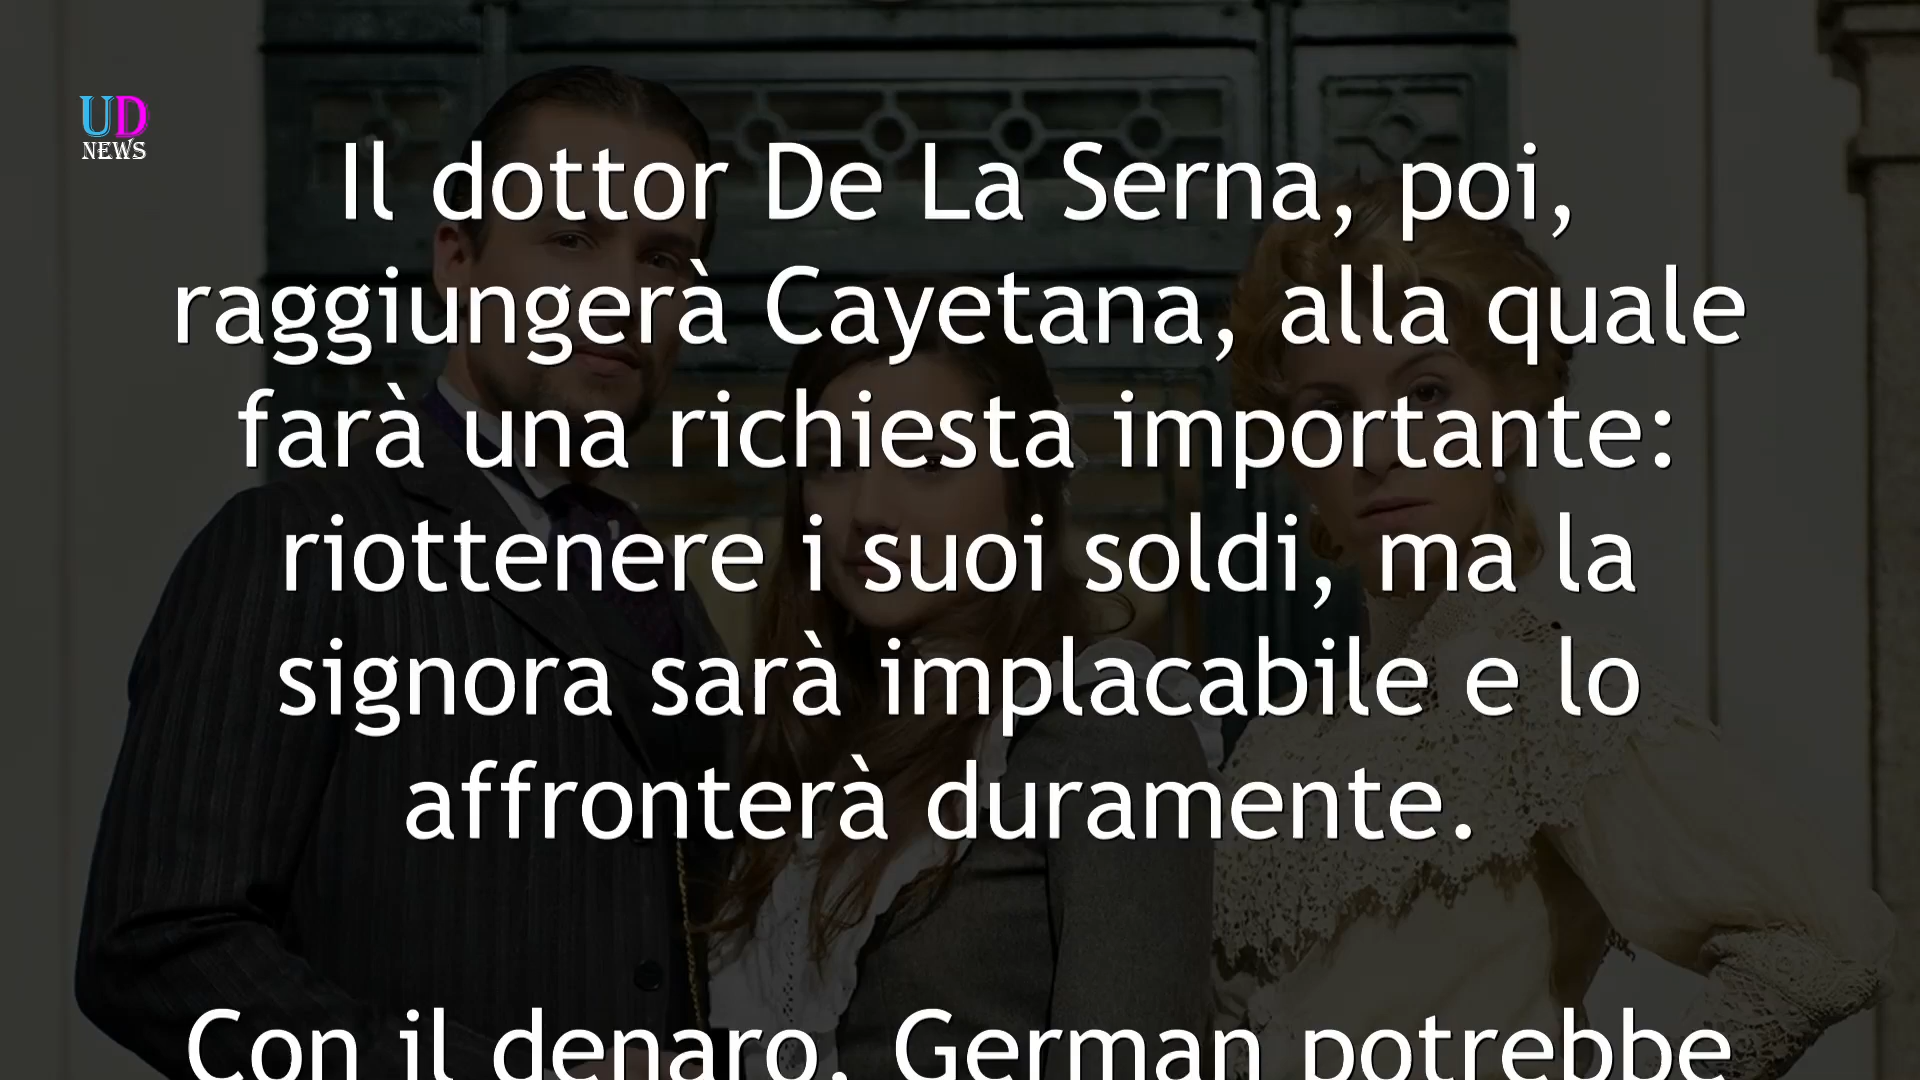 UD
NEWS
Il dottor De La Serna, poi,
raggiungerà Cayetana, alla quale
farà una richiesta importante:
riottenere i suoi soldi, ma la
signora sarà implacabile e lo
affronterà duramente.
Con il denaro, German potrebbe